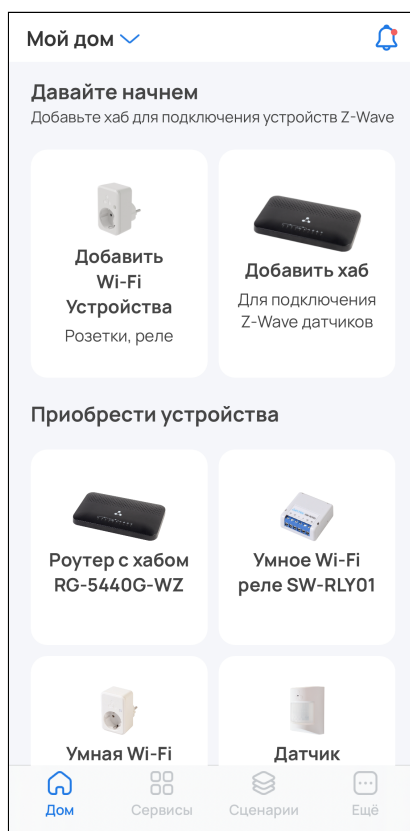 Мой дом
Давайте начнем
Добавьте хаб для подключения устройств Z-Wave
Добавить
Wi-Fi
Устройства
Розетки, реле
Добавить хаб
Для подключения
Z-Wave датчиков
Приобрести устройства
Роутер с хабом
RG-5440G-WZ
Умное Wi-Fi
реле SW-RLY01
Умная Wi-Fi
Датчик
Дом
Сервисы
Сценарии
Ещё